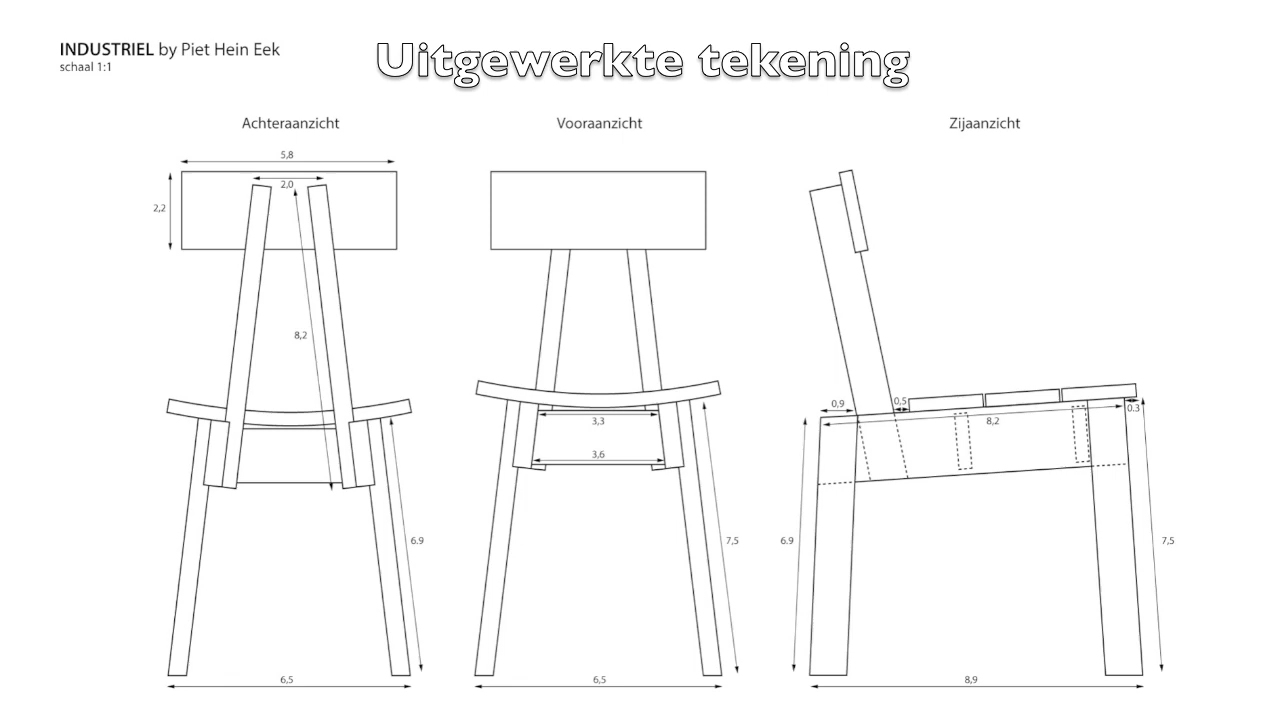 INDUSTRIEL by Piet Hein Eek
schaal 1:1
Uitgewerkte tekening
Achteraanzicht
Vooraanzicht
Zijaanzicht
5,8
2,0
2,2
8,2
6.9
6,5
3,3
3,6
7,5
6,5
0,9
0,5
8,2
0.3
6.9
7,5
8,9